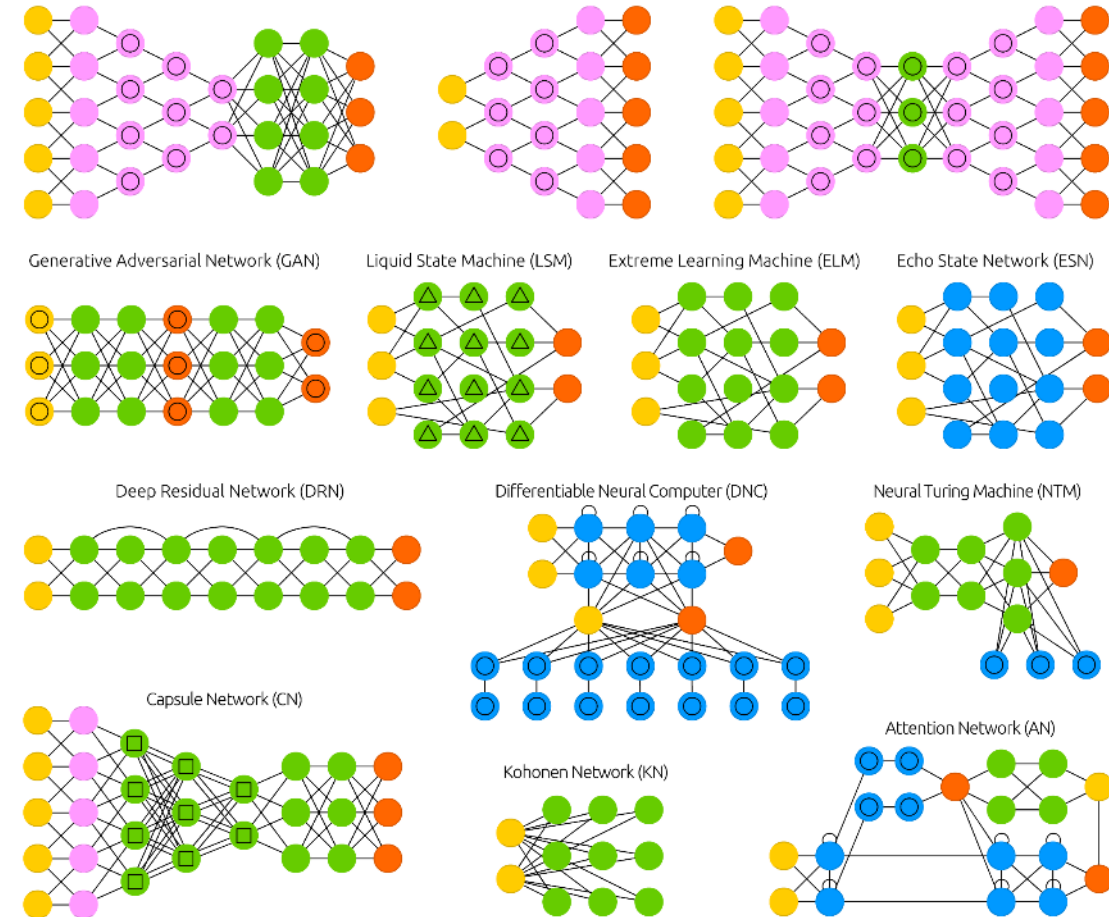 Generative Adversarial Network (GAN)
Liquid State Machine (LSM)
Extreme Learning Machine (ELM)
Echo State Network (ESN)
Deep Residual Network (DRN)
Differentiable Neural Computer (DNC)
Neural Turing Machine (NTM)
Capsule Network (CN)
Kohonen Network (KN)
Attention Network (AN)